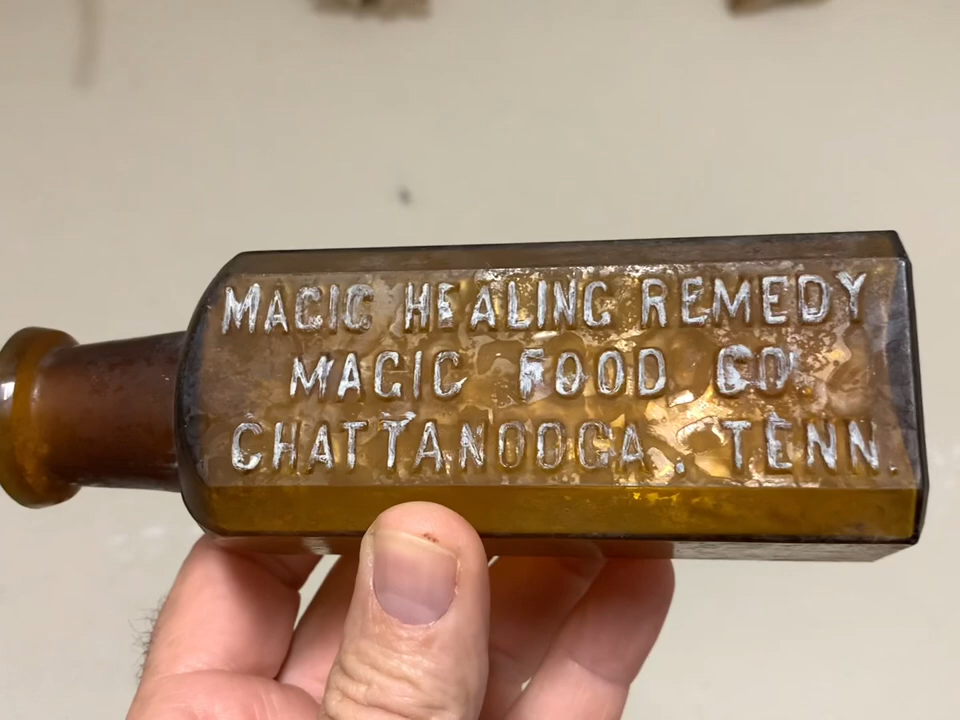 MAGIC HEALING REMEDY
MAGIC FOOD CO
CHATTANOOGA. TENN.